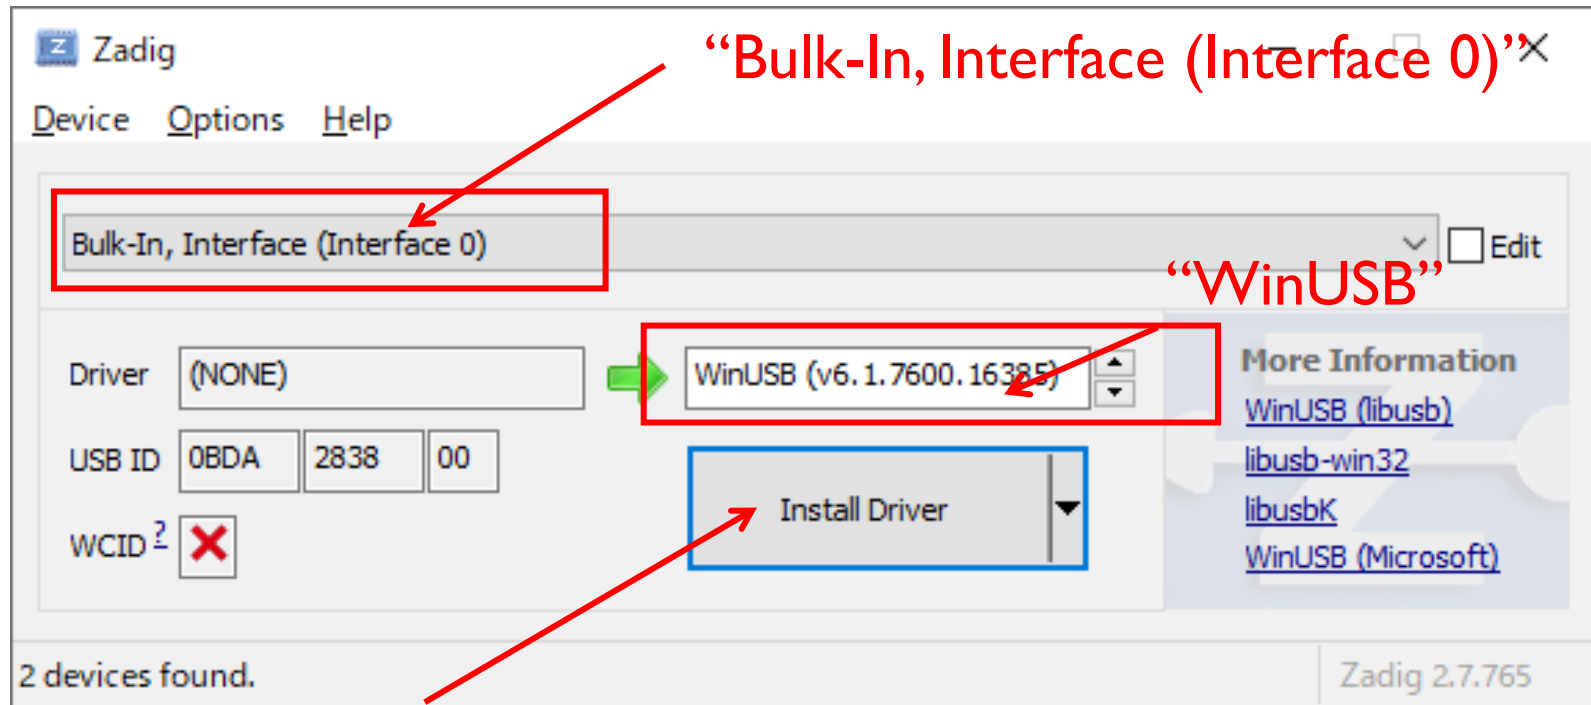 Zadig
“Bulk-In, Interface (Interface 0)”
Device Options Help
Bulk-In, Interface (Interface 0)
Edit
“WinUSB”
Driver (NONE) WinUSB (v6.1.7600.16385)
More Information
WinUSB (libusb)
USB ID 0BDA 2838 00
libusb-win32
Install Driver
libusbK
WCID ?
WinUSB (Microsoft)
2 devices found.
Zadig 2.7.765